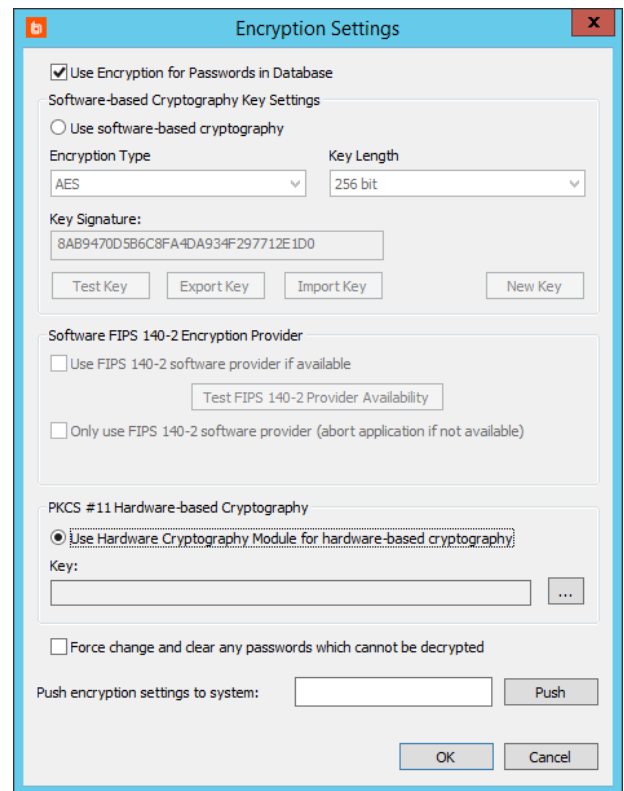 Encryption Settings
x
Use Encryption for Passwords in Database
Software-based Cryptography Key Settings
Use software-based cryptography
Encryption Type Key Length
AES 256 bit
Key Signature:
8AB9470D5B6C8FA4DA934F297712E1D0
Test Key Export Key Import Key New Key
Software FIPS 140-2 Encryption Provider
Use FIPS 140-2 software provider if available
Test FIPS 140-2 Provider Availability
Only use FIPS 140-2 software provider (abort application if not available)
PKCS #11 Hardware-based Cryptography
Use Hardware Cryptography Module for hardware-based cryptography
Key:
...
Force change and clear any passwords which cannot be decrypted
Push encryption settings to system: Push
OK Cancel